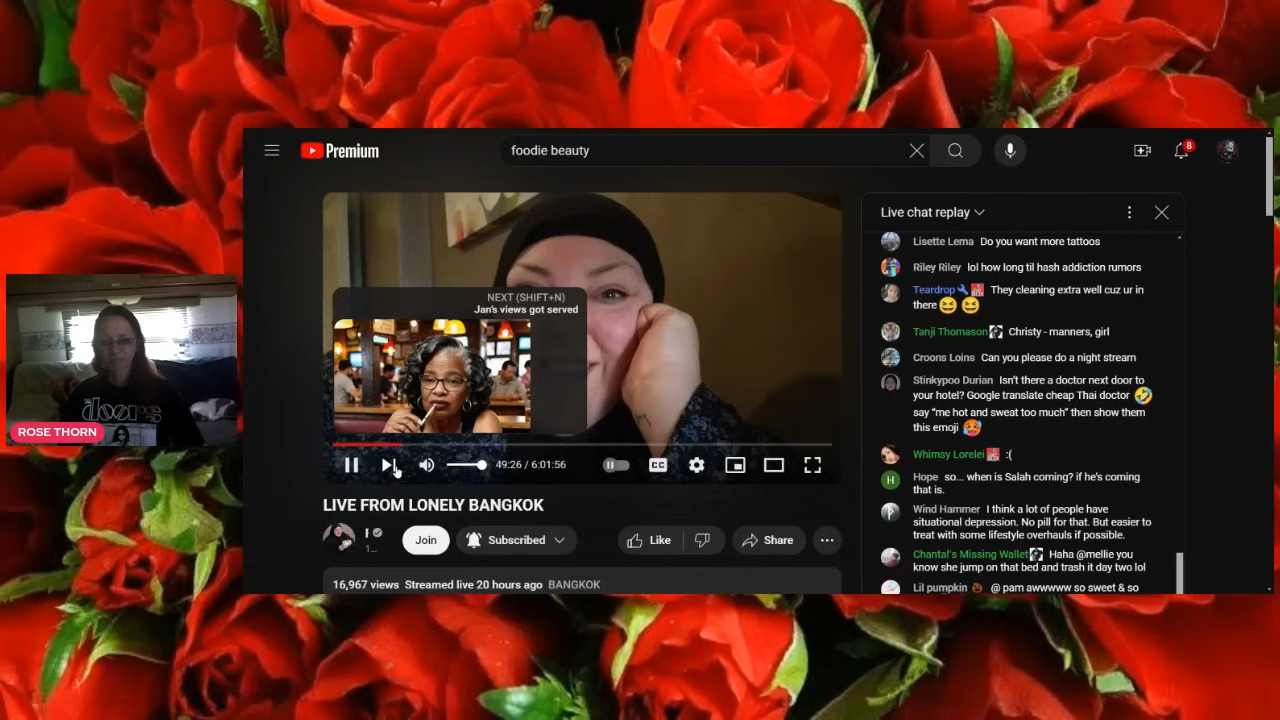 Premium
foodie beauty
8
Live chat replay
Lisette Lema Do you want more tattoos
Riley Riley lol how long til hash addiction rumors
Teardrop They cleaning extra well cuz ur in
there
Tanji Thomason Christy - manners, girl
Croons Loins Can you please do a night stream
Stinkypoo Durian Isn't there a doctor next door to
your hotel? Google translate cheap Thai doctor
say "me hot and sweat too much" then show them
this emoji
Whimsy Lorelei :(
H
Hope so... when is Salah coming? if he's coming
that is.
Wind Hammer I think a lot of people have
situational depression. No pill for that. But easier to
treat with some lifestyle overhauls if possible.
Chantal's Missing Wallet Haha @mellie you
know she jump on that bed and trash it day two lol
Lil pumpkin @ pam awwwww so sweet & so
NEXT (SHIFT+N)
Jan's views got served
49:26 / 6:01:56
CC
LIVE FROM LONELY BANGKOK
1...
Join
Subscribed
Like
Share
16,967 views Streamed live 20 hours ago BANGKOK
the doors
ROSE THORN